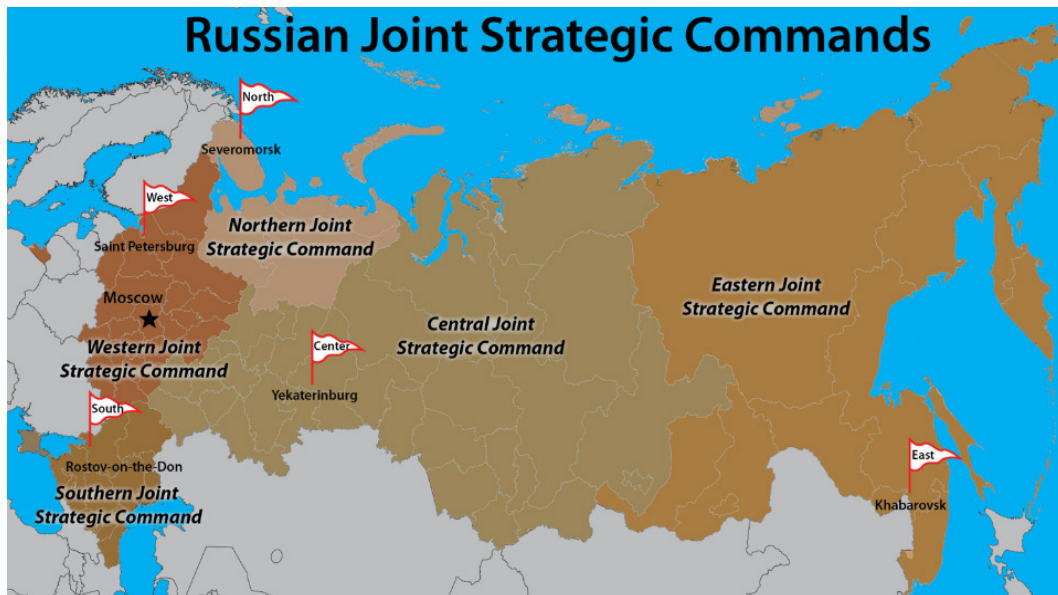 Russian Joint Strategic Commands
North
Severomorsk
West
Saint Petersburg
Northern Joint
Strategic Command
Moscow
Western Joint
Strategic Command
Center
Yekaterinburg
Central Joint
Strategic Command
Eastern Joint
Strategic Command
South
Rostov-on-the-Don
Southern Joint
Strategic Command
East
Khabarovsk